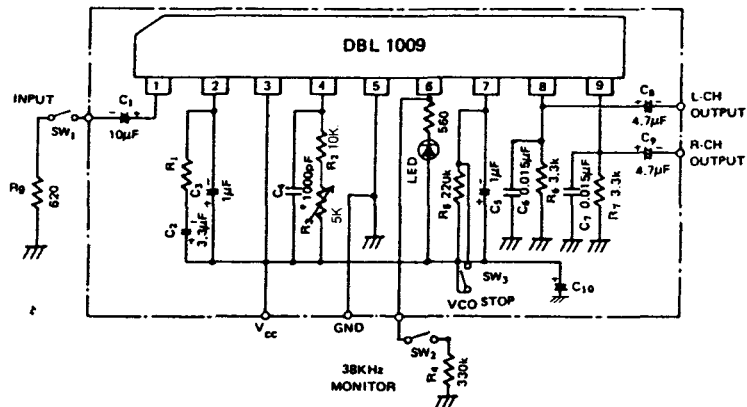 DBL 1009
1 2 3 4 5 6 7 8 9
INPUT
SW1
C1
10μF
R9
620
R1
C2
3.3μF
C3
1μF
C4
1000pF
R2 10K
R3
5K
560
LED
R5 220k
C5
1μF
C6 0.015μF
R6 3.3k
C7 0.015μF
R7 3.3k
C8
4.7μF
L-CH
OUTPUT
C9
4.7μF
R-CH
OUTPUT
SW3
VCO STOP
C10
VCC
GND
SW2
R4
330k
38KHz
MONITOR